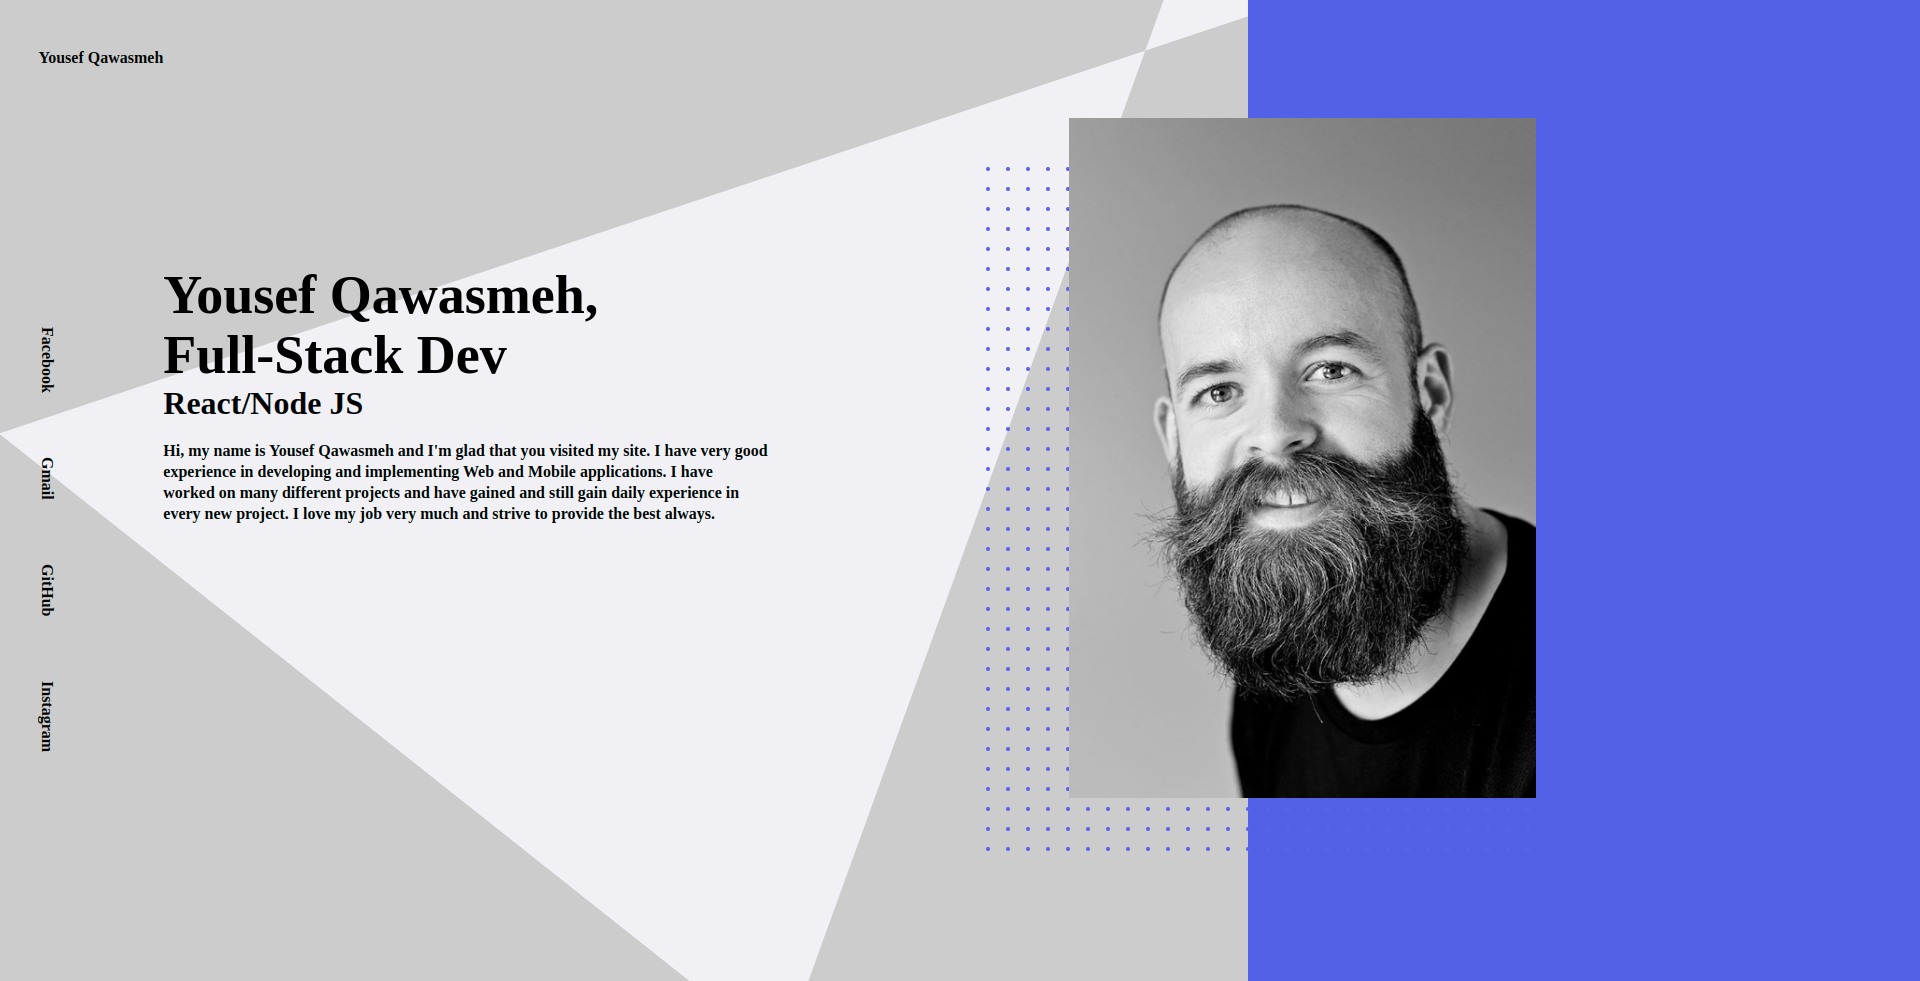 Yousef Qawasmeh
Yousef Qawasmeh,
Full-Stack Dev
React/Node JS
Hi, my name is Yousef Qawasmeh and I'm glad that you visited my site. I have very good
experience in developing and implementing Web and Mobile applications. I have
worked on many different projects and have gained and still gain daily experience in
every new project. I love my job very much and strive to provide the best always.
Facebook
Gmail
GitHub
Instagram